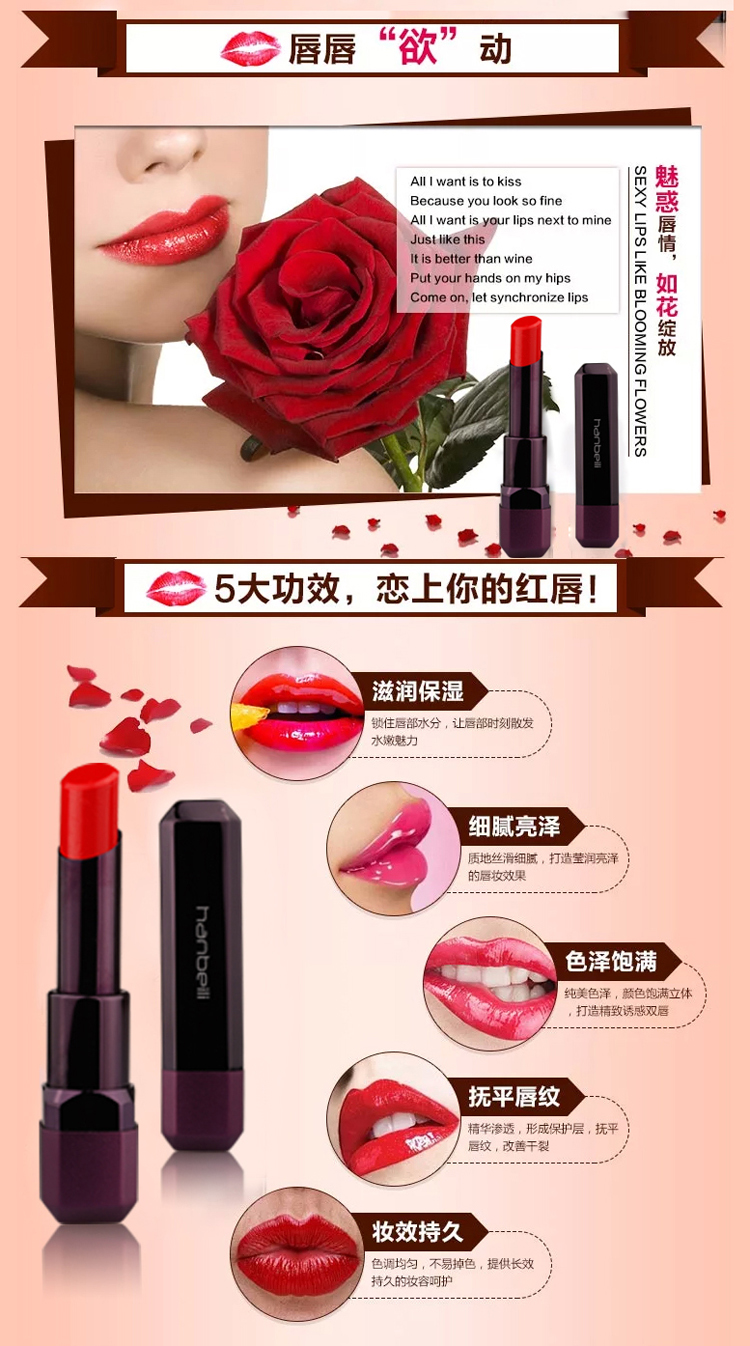 唇唇“欲”动
All I want is to kiss
Because you look so fine
All I want is your lips next to mine
Just like this
It is better than wine
Put your hands on my hips
Come on, let synchronize lips
魅惑唇情，如花绽放
SEXY LIPS LIKE BLOOMING FLOWERS
hanbeili
5大功效，恋上你的红唇！
滋润保湿
锁住唇部水分，让唇部时刻散发
水嫩魅力
细腻亮泽
质地丝滑细腻，打造莹润亮泽
的唇妆效果
色泽饱满
纯美色泽，颜色饱满立体
，打造精致诱惑双唇
hanbeili
抚平唇纹
精华渗透，形成保护层，抚平
唇纹，改善干裂
妆效持久
色调均匀，不易掉色，提供长效
持久的妆容呵护